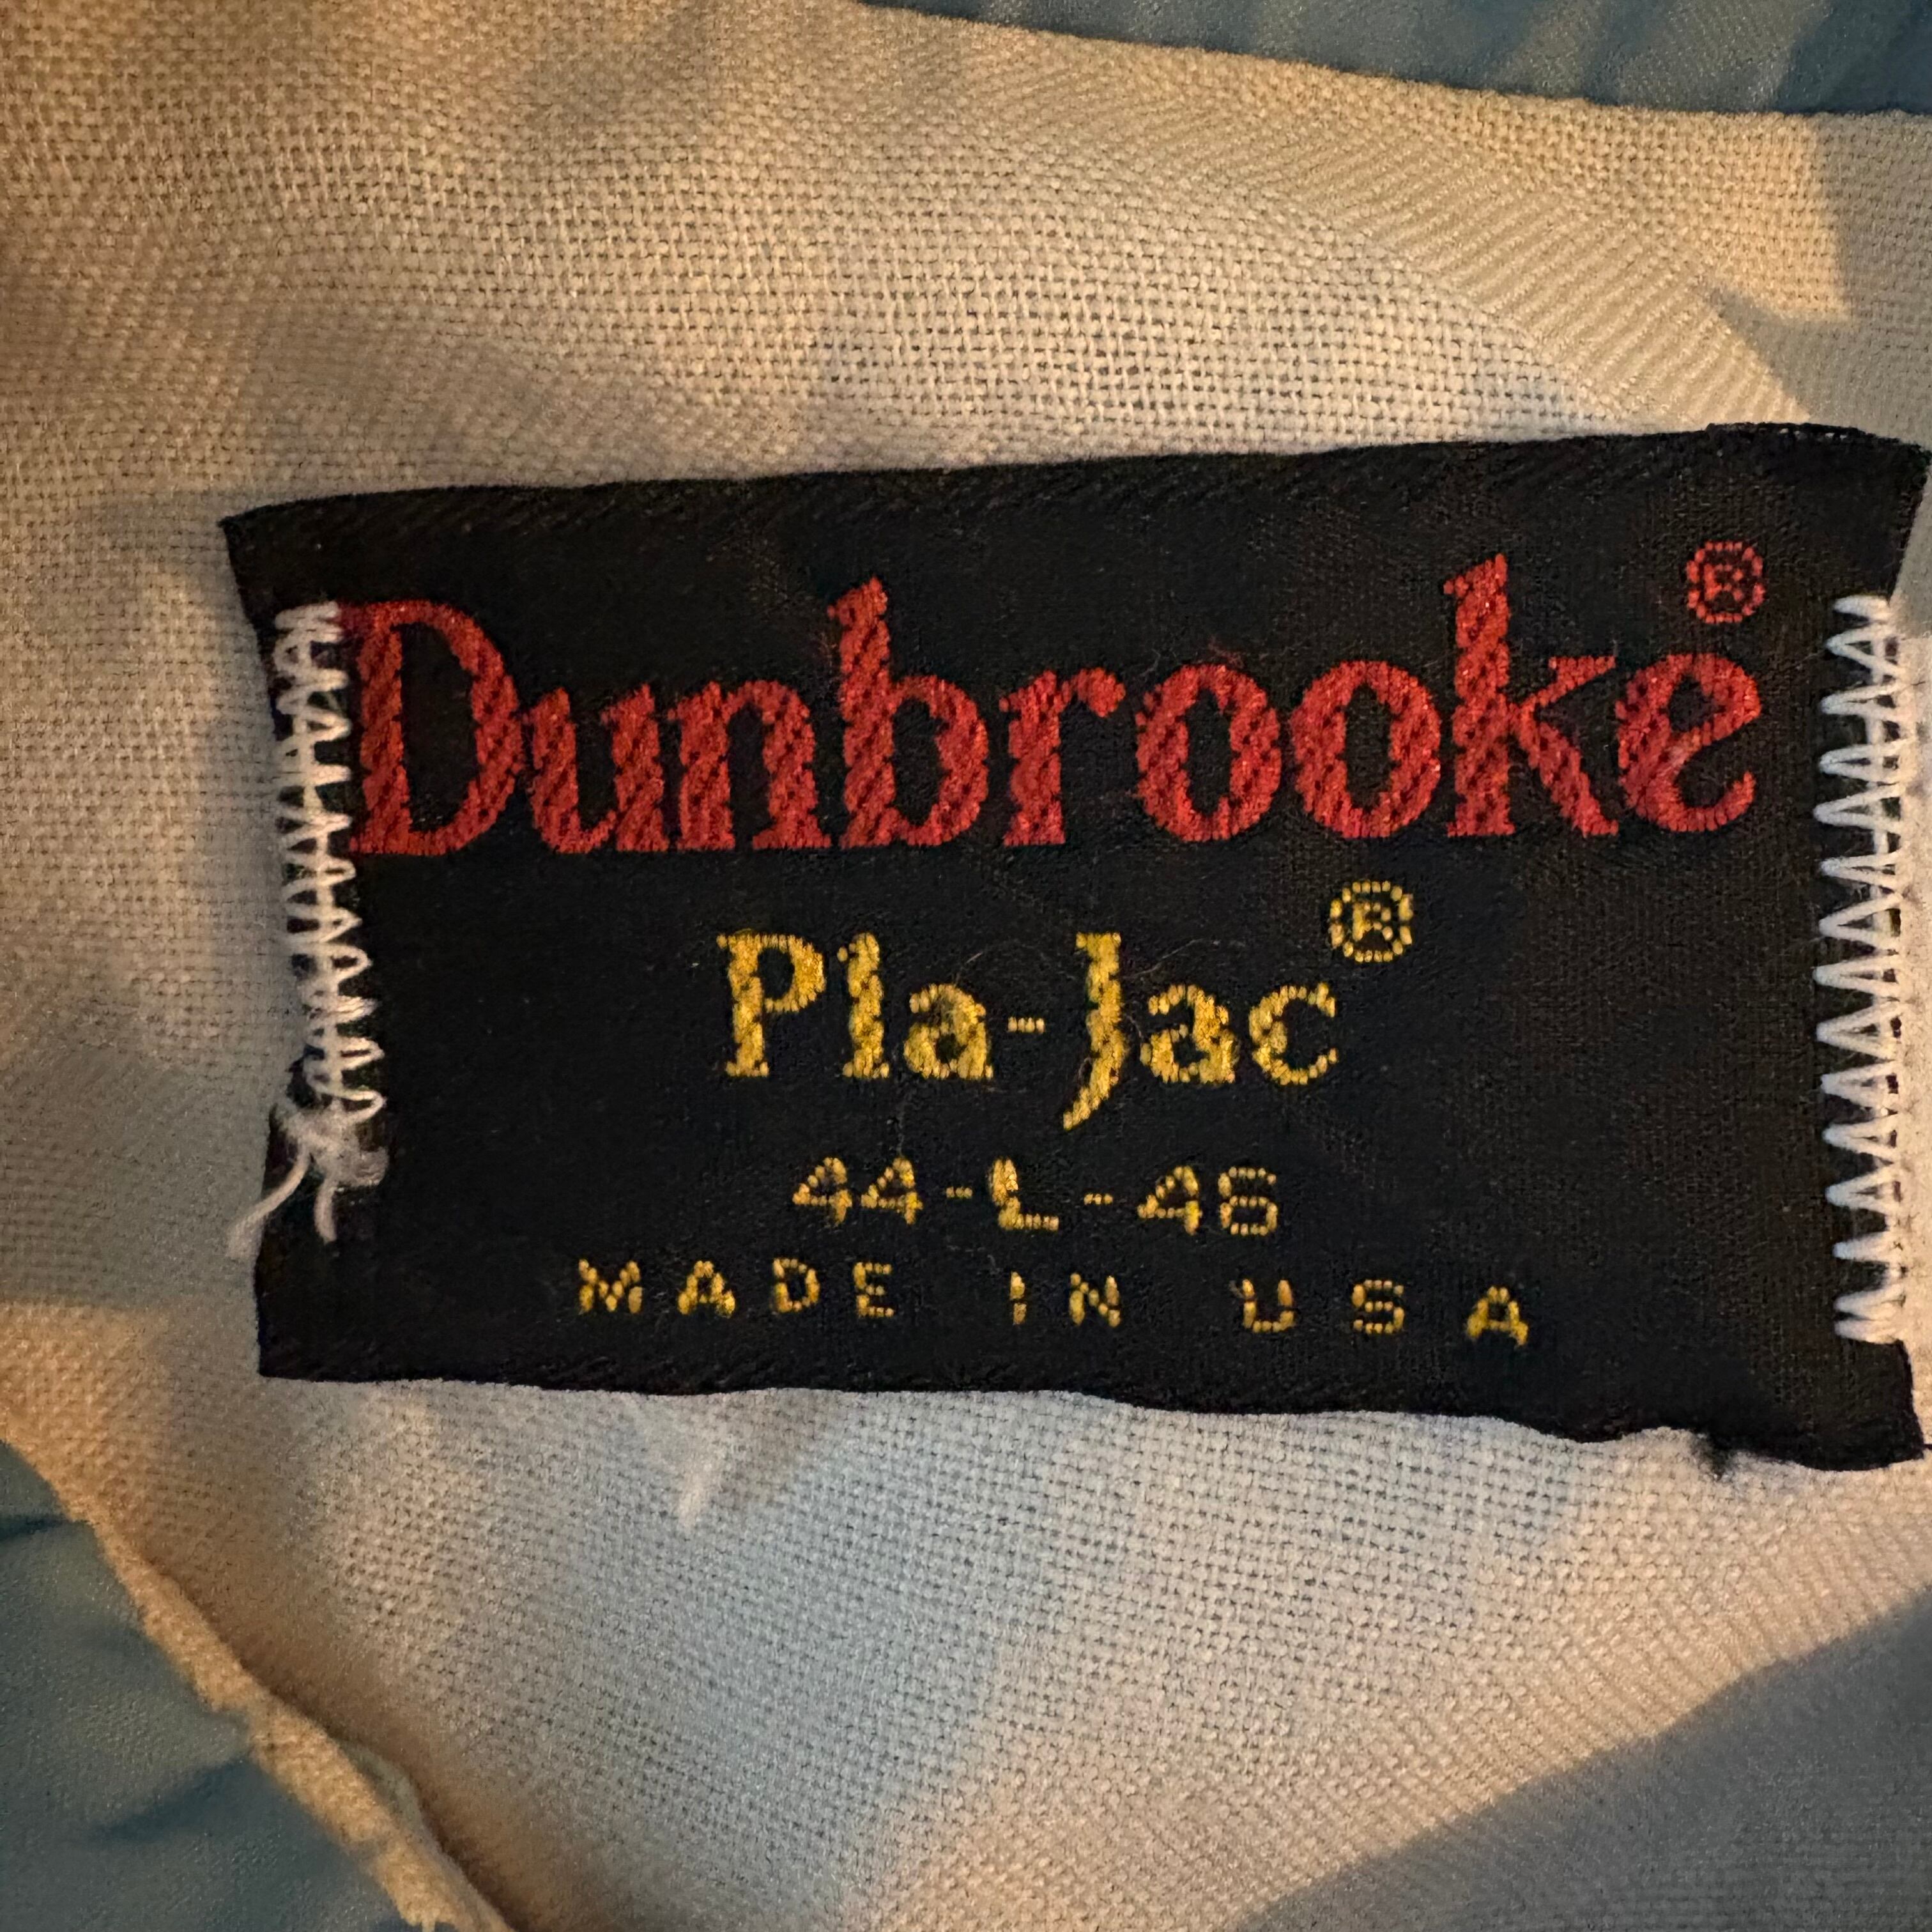 Dunbrooke®
Pla-Jac®
44-L-46
MADE IN USA